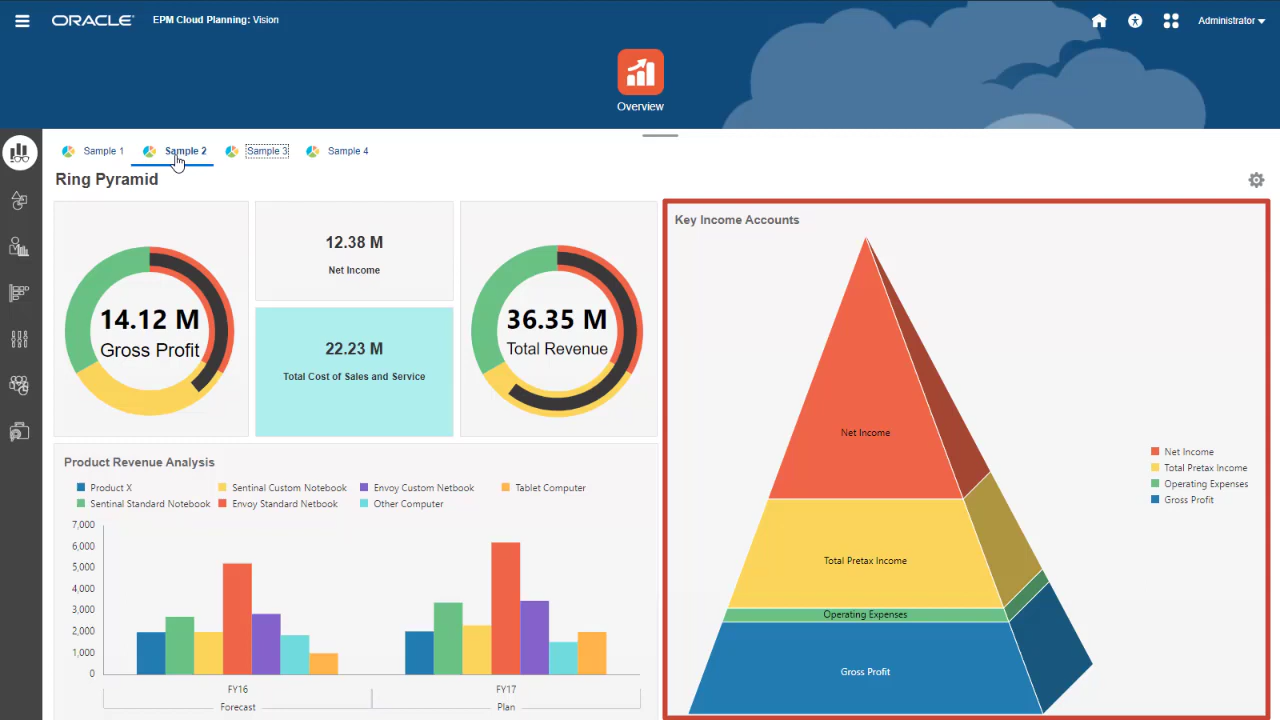 ORACLE EPM Cloud Planning: Vision
Administrator
Overview
Sample 1
Sample 2
Sample 3
Sample 4
Ring Pyramid
14.12 M
Gross Profit
12.38 M
Net Income
22.23 M
Total Cost of Sales and Service
36.35 M
Total Revenue
Product Revenue Analysis
Product X
Sentinal Custom Notebook
Envoy Custom Netbook
Tablet Computer
Sentinal Standard Notebook
Envoy Standard Netbook
Other Computer
7,000
6,000
5,000
4,000
3,000
2,000
1,000
0
FY16
FY17
Forecast
Plan
Key Income Accounts
Net Income
Total Pretax Income
Operating Expenses
Gross Profit
Net Income
Total Pretax Income
Operating Expenses
Gross Profit